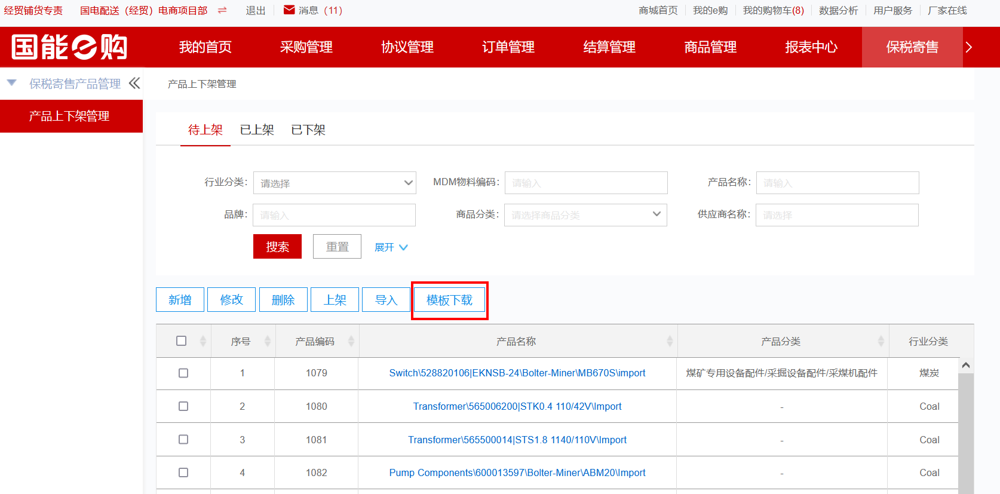 经贸铺货专责 国电配送（经贸）电商项目部 退出 消息（11） 商城首页 我的e购 我的购物车(8) 数据分析 用户服务 厂家在线
国能e购 我的首页 采购管理 协议管理 订单管理 结算管理 商品管理 报表中心 保税寄售
保税寄售产品管理 产品上下架管理
产品上下架管理
待上架 已上架 已下架
行业分类： 请选择 MDM物料编码： 请输入 产品名称： 请输入
品牌： 请输入 商品分类： 请选择商品分类 供应商名称： 请选择
搜索 重置 展开
新增 修改 删除 上架 导入 模板下载
序号 产品编码 产品名称 产品分类 行业分类
1 1079 Switch\528820106|EKNSB-24\Bolter-Miner\MB670S\import 煤矿专用设备配件/采掘设备配件/采煤机配件 煤炭
2 1080 Transformer\565006200|STK0.4 110/42V\Import - Coal
3 1081 Transformer\565500014|STS1.8 1140/110V\Import - Coal
4 1082 Pump Components\600013597\Bolter-Miner\ABM20\Import - Coal